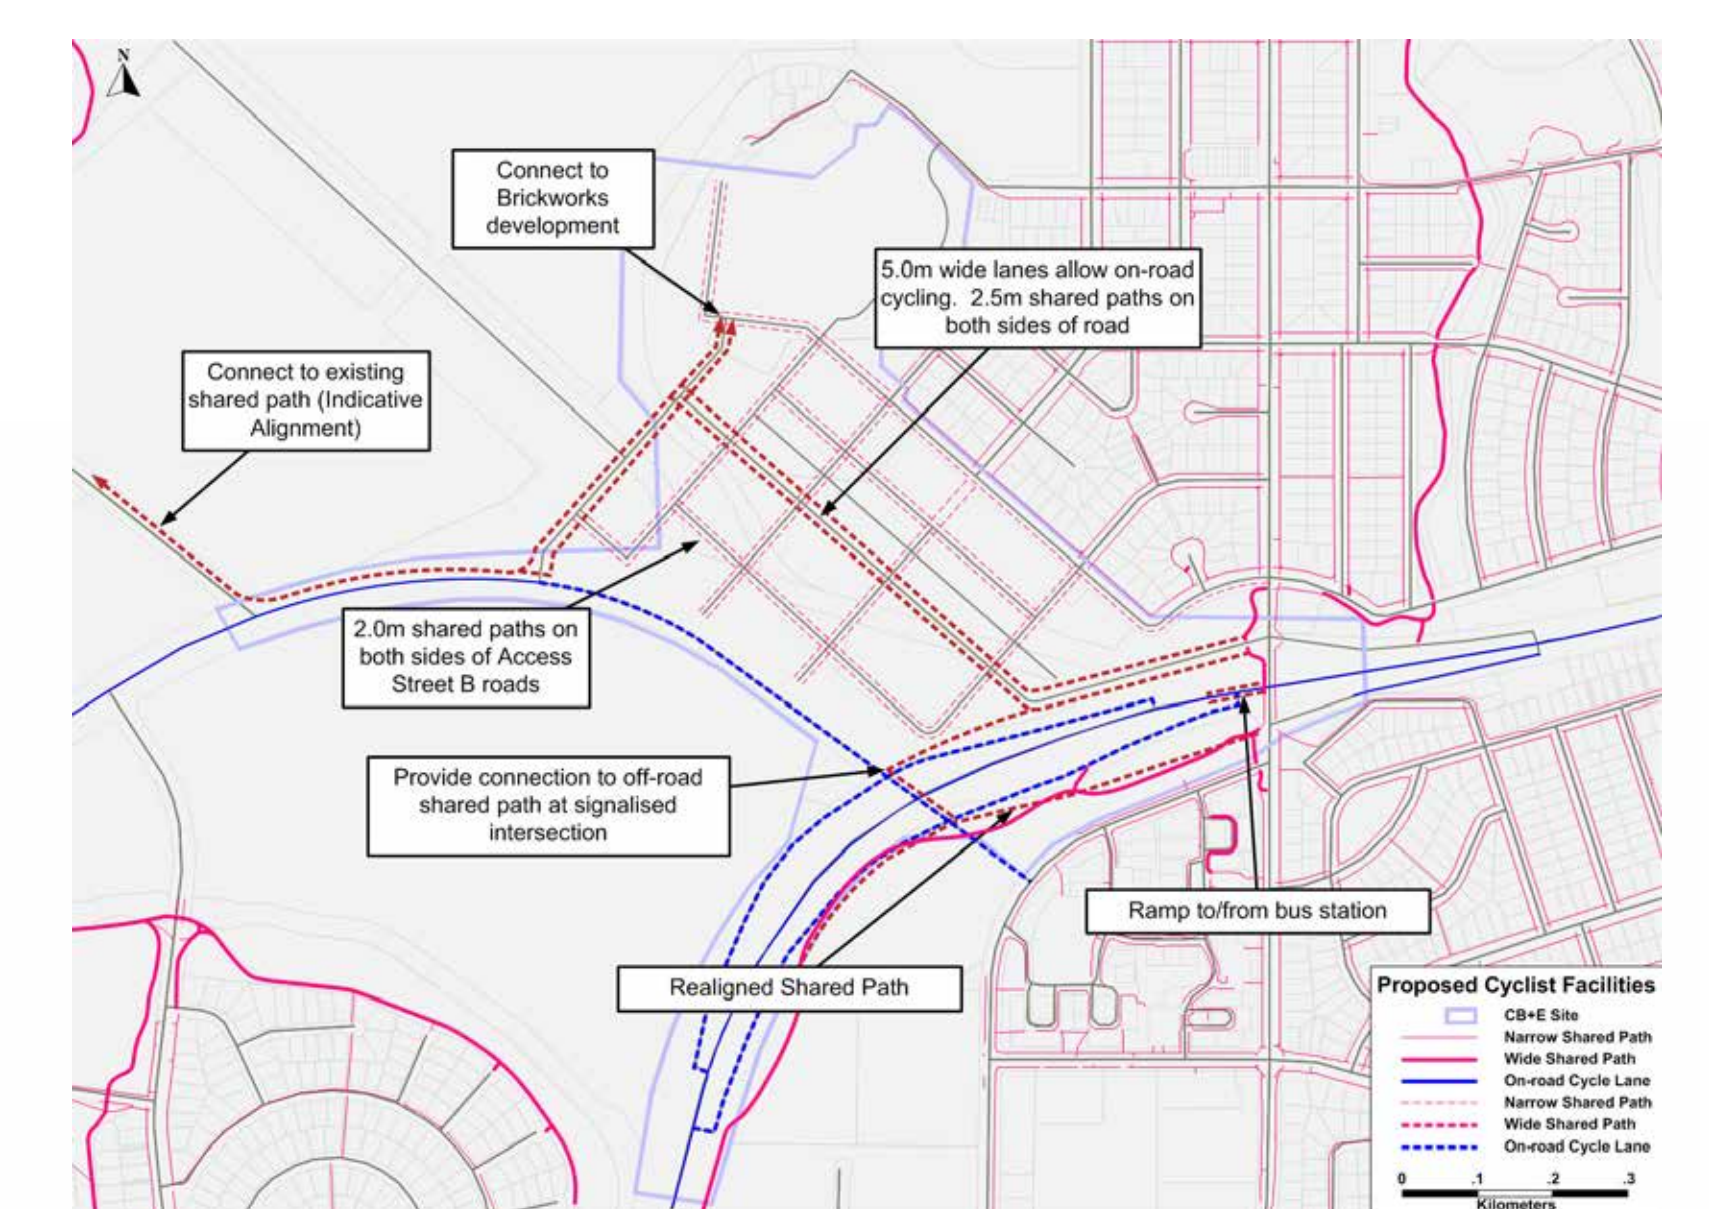 N
Connect to
Brickworks
development
5.0m wide lanes allow on-road
cycling.  2.5m shared paths on
both sides of road
Connect to existing
shared path (Indicative
Alignment)
2.0m shared paths on
both sides of Access
Street B roads
Provide connection to off-road
shared path at signalised
intersection
Ramp to/from bus station
Realigned Shared Path
Proposed Cyclist Facilities
CB+E Site
Narrow Shared Path
Wide Shared Path
On-road Cycle Lane
Narrow Shared Path
Wide Shared Path
On-road Cycle Lane
0 .1 .2 .3
Kilometers